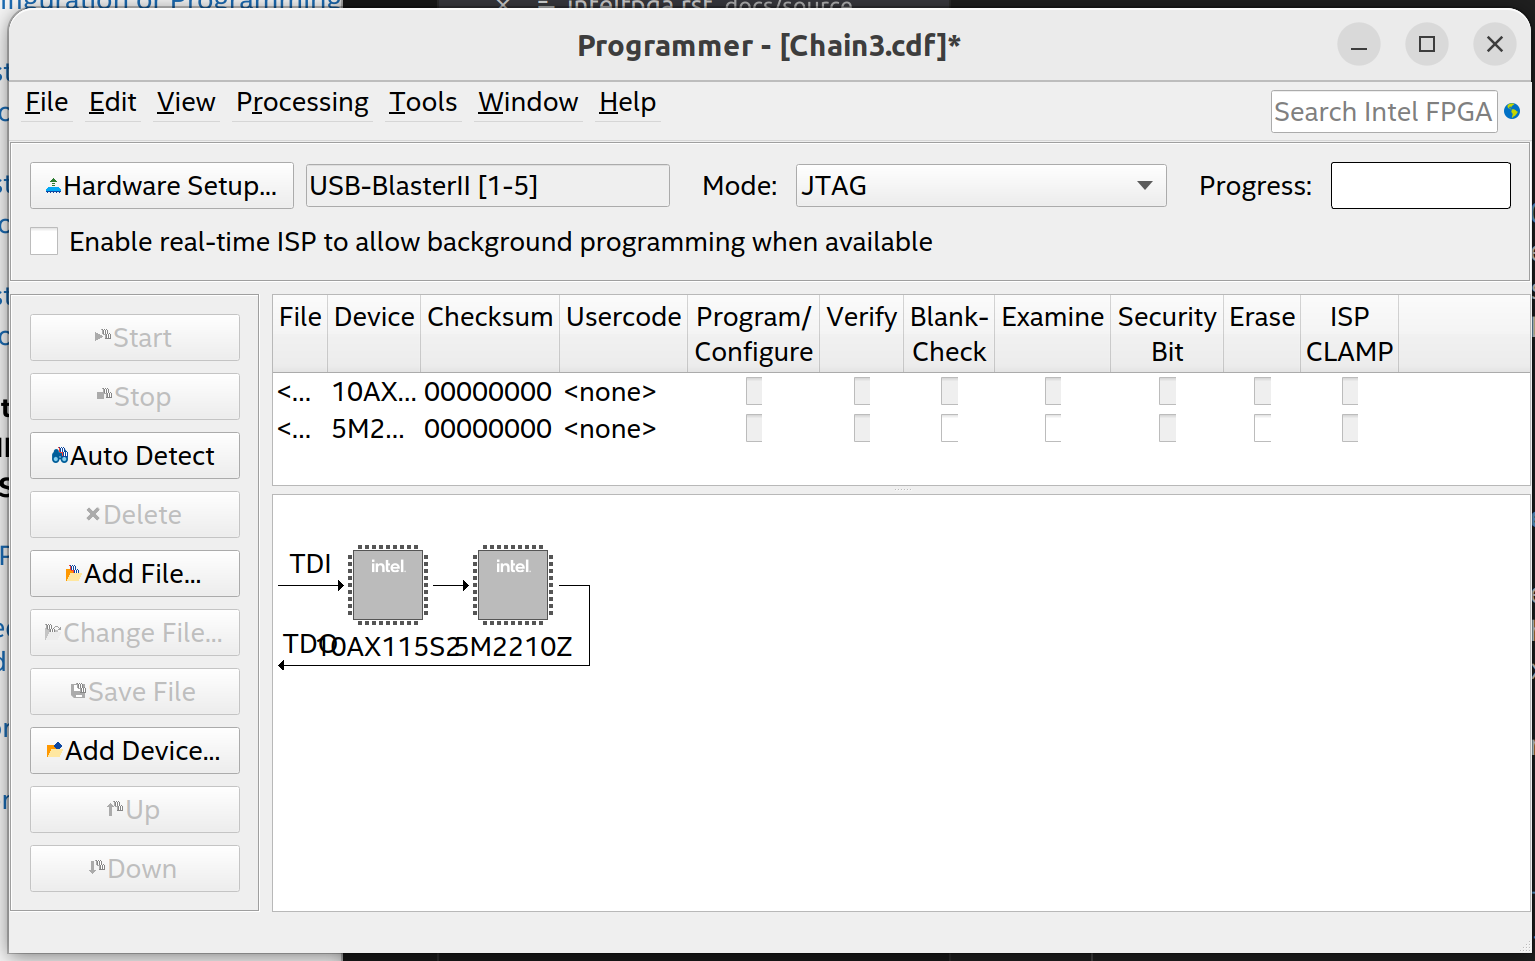 Programmer - [Chain3.cdf]*
File Edit View Processing Tools Window Help
Search Intel FPGA
Hardware Setup...
USB-BlasterII [1-5]
Mode: JTAG
Progress:
Enable real-time ISP to allow background programming when available
Start
Stop
Auto Detect
Delete
Add File...
Change File...
Save File
Add Device...
Up
Down
File Device Checksum Usercode Program/ Configure Verify Blank- Check Examine Security Bit Erase ISP CLAMP
<... 10AX... 00000000 <none>
<... 5M2... 00000000 <none>
TDI
intel
intel
TDO
10AX115S2
5M2210Z